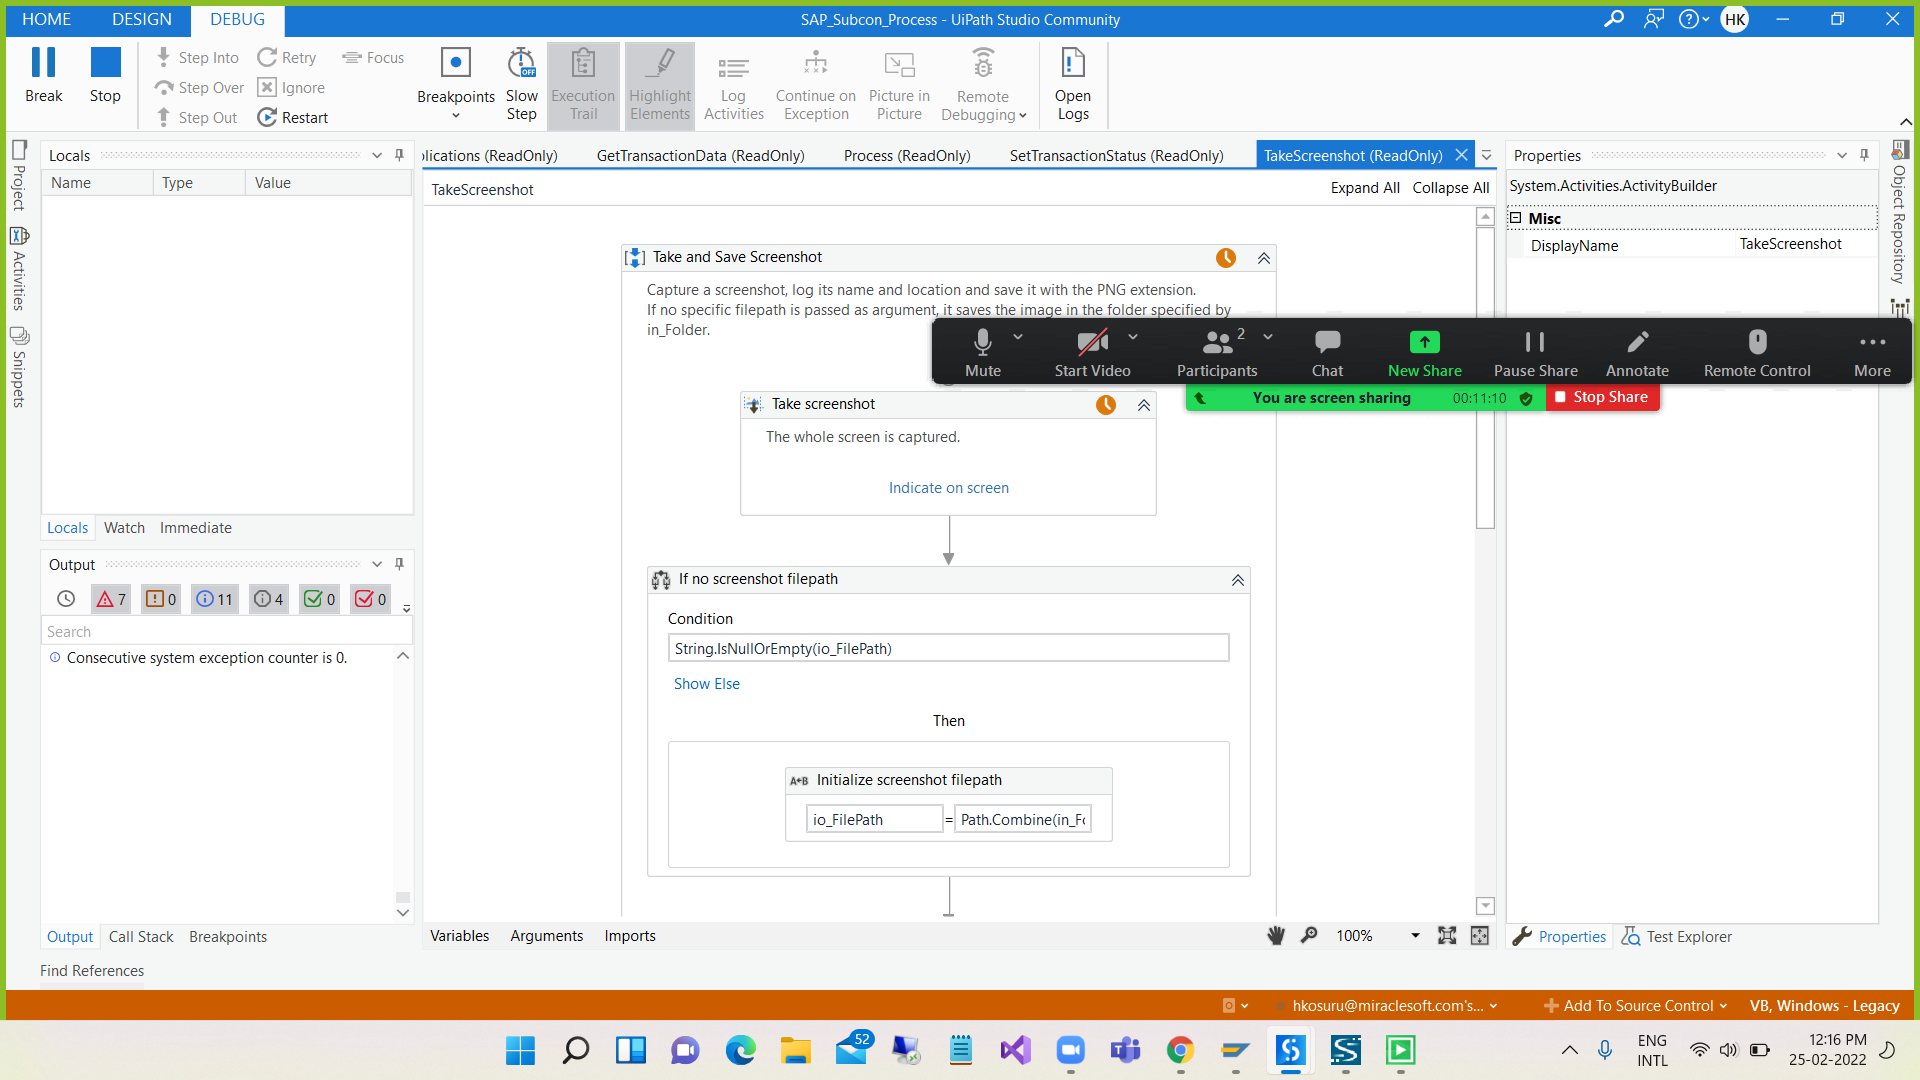 HOME DESIGN DEBUG
SAP_Subcon_Process - UiPath Studio Community
HK
Break Stop
Step Into Retry Focus
Step Over Ignore
Step Out Restart
Breakpoints
Slow Step
OFF
Execution Trail
Highlight Elements
Log Activities
Continue on Exception
Picture in Picture
Remote Debugging
Open Logs
Project
Activities
Snippets
Locals
Name Type Value
Locals Watch Immediate
Output
7 0 11 4 0 0
Search
Consecutive system exception counter is 0.
Output Call Stack Breakpoints
Find References
lications (ReadOnly) GetTransactionData (ReadOnly) Process (ReadOnly) SetTransactionStatus (ReadOnly) TakeScreenshot (ReadOnly)
TakeScreenshot
Expand All Collapse All
Take and Save Screenshot
Capture a screenshot, log its name and location and save it with the PNG extension.
If no specific filepath is passed as argument, it saves the image in the folder specified by
in_Folder.
Take screenshot
The whole screen is captured.
Indicate on screen
If no screenshot filepath
Condition
String.IsNullOrEmpty(io_FilePath)
Show Else
Then
A+B Initialize screenshot filepath
io_FilePath = Path.Combine(in_Fo
Variables Arguments Imports
100%
Mute Start Video Participants 2 Chat New Share Pause Share Annotate Remote Control More
You are screen sharing 00:11:10 Stop Share
Properties
System.Activities.ActivityBuilder
Misc
DisplayName TakeScreenshot
Object Repository
Properties Test Explorer
hkosuru@miraclesoft.com's... Add To Source Control VB, Windows - Legacy
52
ENG
INTL
12:16 PM
25-02-2022